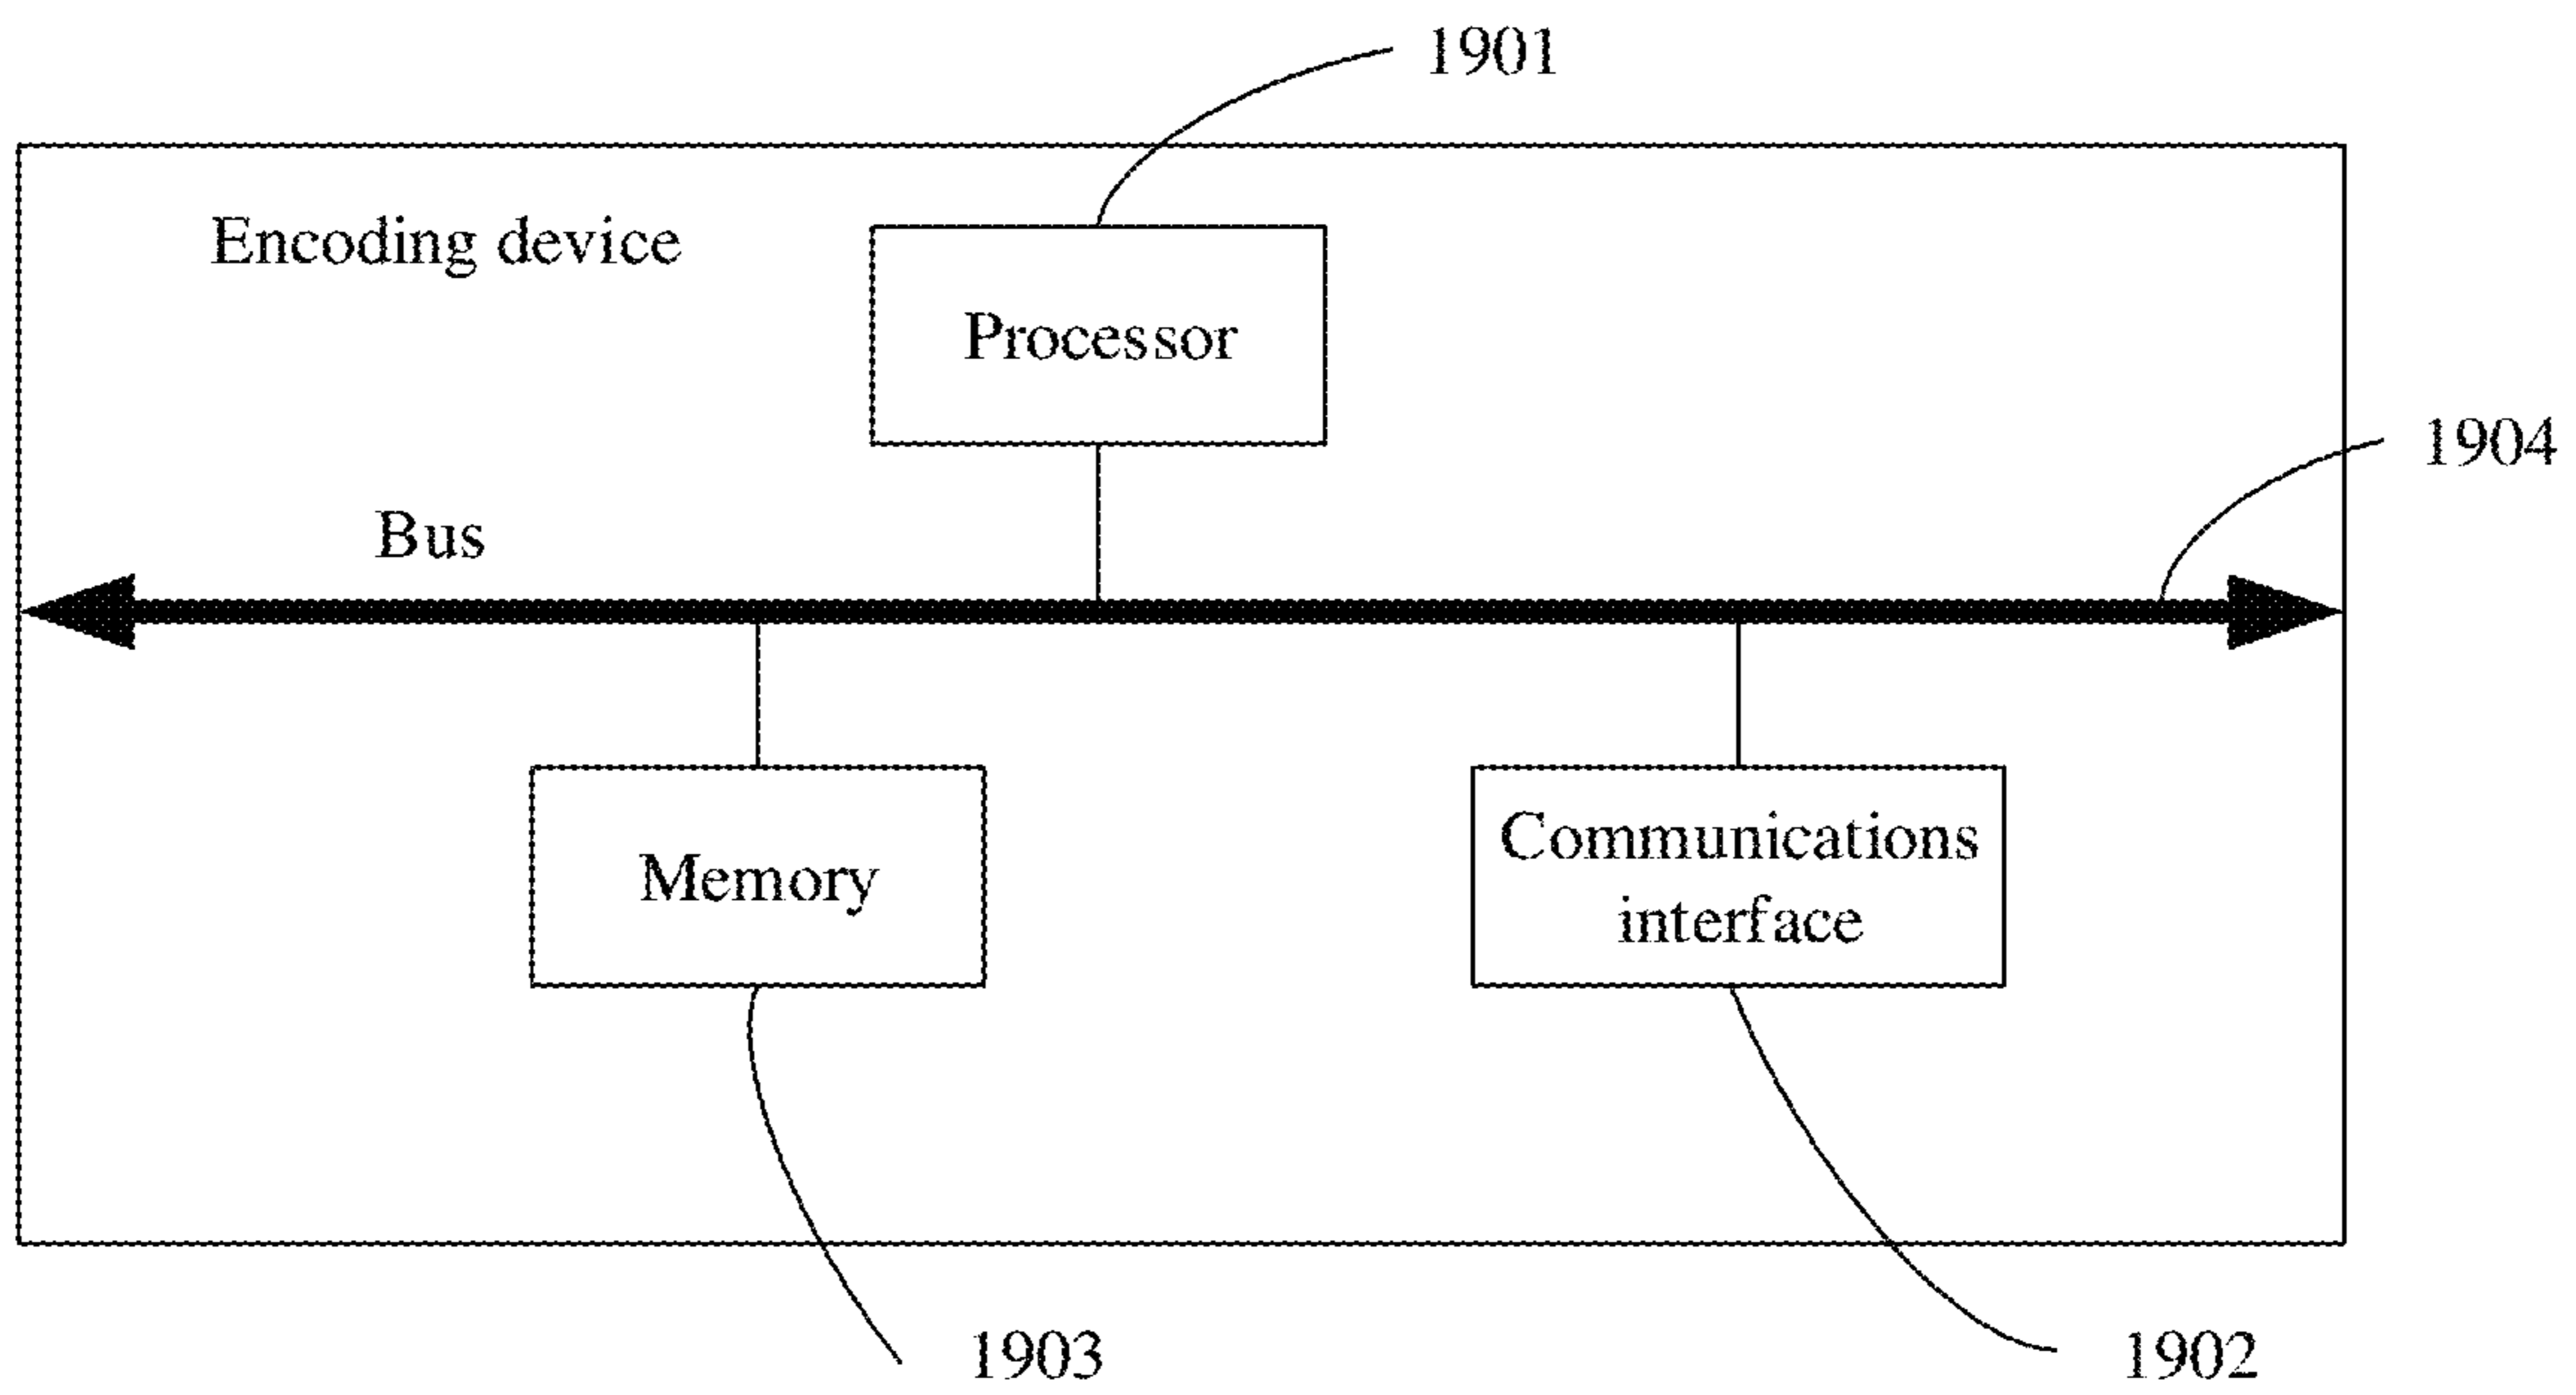 1901
Encoding device
Processor
1904
Bus
Memory
Communications
interface
1903
1902